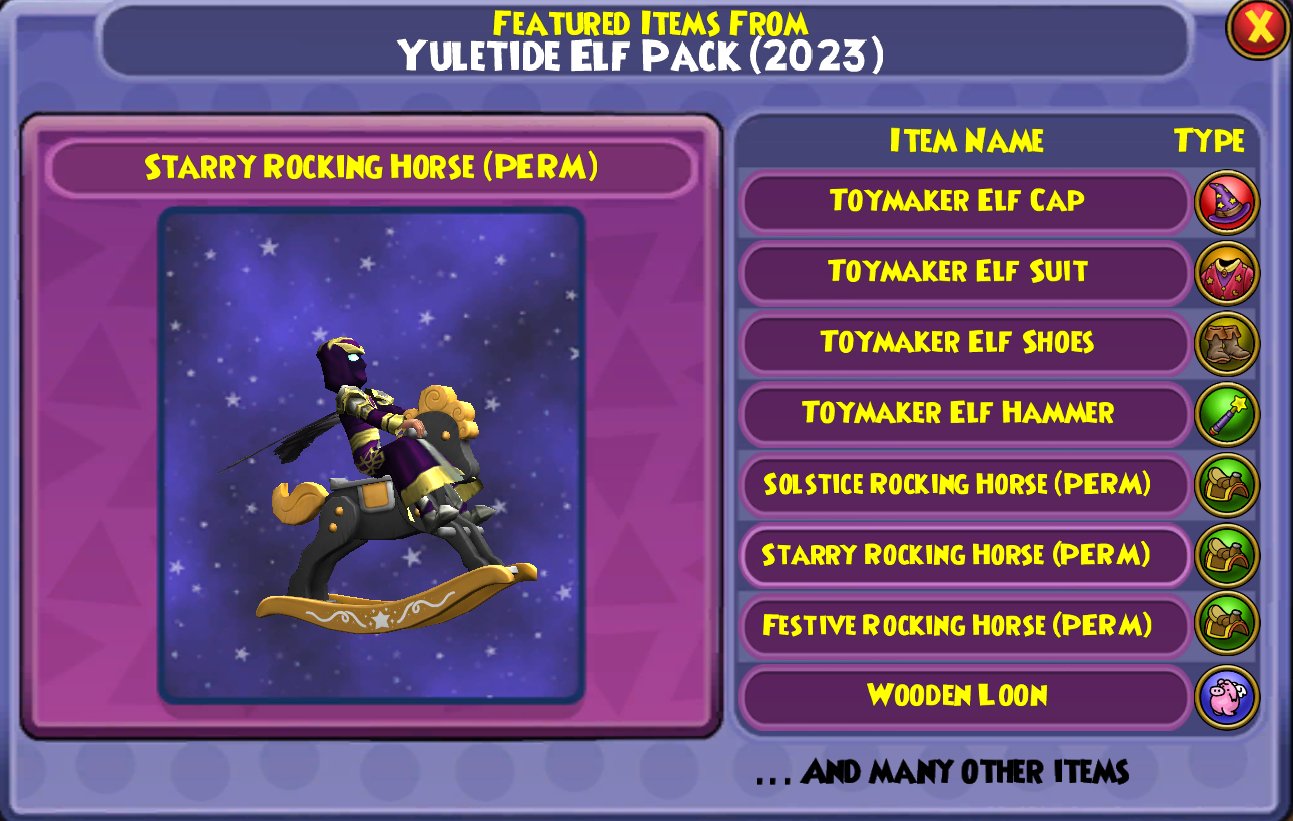 Featured Items From
Yuletide Elf Pack (2023)
X
Starry Rocking Horse (PERM)
Item Name Type
Toymaker Elf Cap
Toymaker Elf Suit
Toymaker Elf Shoes
Toymaker Elf Hammer
Solstice Rocking Horse (PERM)
Starry Rocking Horse (PERM)
Festive Rocking Horse (PERM)
Wooden Loon
... And many other items